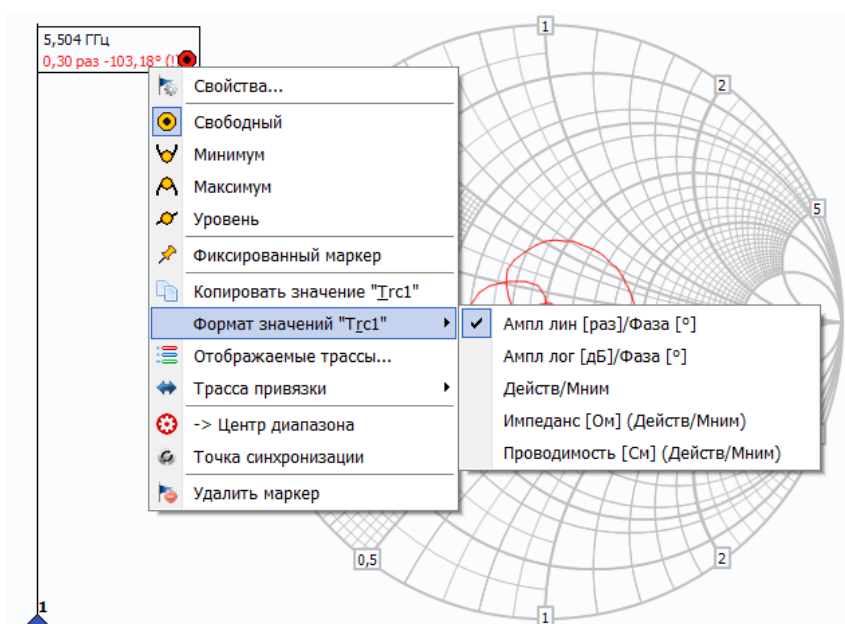 1
5,504 ГГц
0,30 раз -103,18° (!)
Свойства...
2
Свободный
Минимум
Максимум
Уровень
5
Фиксированный маркер
Копировать значение "Trc1"
Формат значений "Trc1"
Ампл лин [раз]/Фаза [°]
Отображаемые трассы...
Ампл лог [дБ]/Фаза [°]
Трасса привязки
Действ/Мним
-> Центр диапазона
Импеданс [Ом] (Действ/Мним)
Точка синхронизации
Проводимость [См] (Действ/Мним)
Удалить маркер
0,5
2
1
1